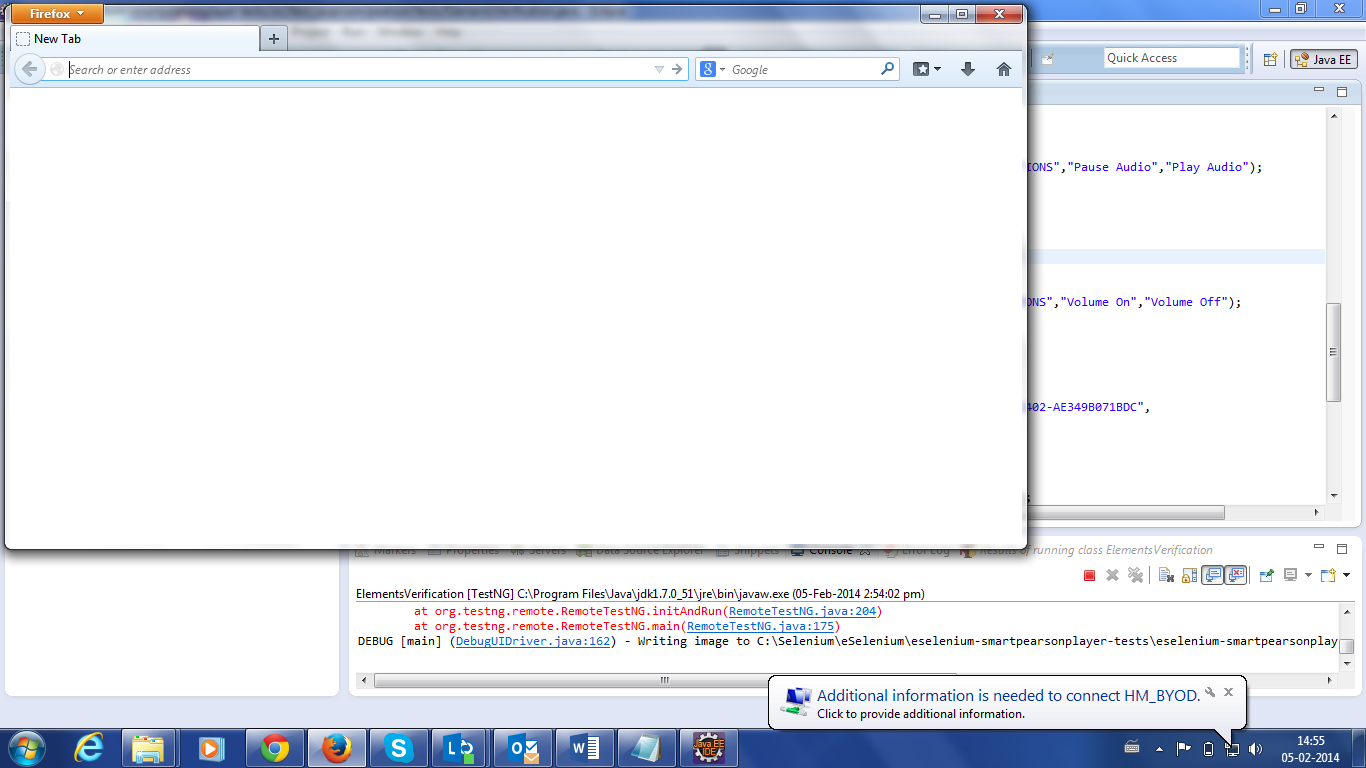 Firefox
New Tab
Search or enter address
Google
Quick Access
Java EE
IONS","Pause Audio","Play Audio");
ONS","Volume On","Volume Off");
402-AE349B071BDC",
Markers Properties Servers Data Source Explorer Snippets Console Error Log Results of running class ElementsVerification
ElementsVerification [TestNG] C:\Program Files\Java\jdk1.7.0_51\jre\bin\javaw.exe (05-Feb-2014 2:54:02 pm)
at org.testng.remote.RemoteTestNG.initAndRun(RemoteTestNG.java:204)
at org.testng.remote.RemoteTestNG.main(RemoteTestNG.java:175)
DEBUG [main] (DebugUIDriver.java:162) - Writing image to C:\Selenium\eSelenium\eselenium-smartpearsonplayer-tests\eselenium-smartpearsonplay
Additional information is needed to connect HM_BYOD.
Click to provide additional information.
Java EE
IDE
14:55
05-02-2014